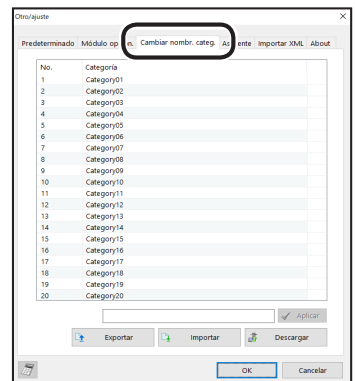 Otro/ajuste
Predeterminado Módulo op n. Cambiar nombr. categ. As ente Importar XML About
No. Categoría
1 Category01
2 Category02
3 Category03
4 Category04
5 Category05
6 Category06
7 Category07
8 Category08
9 Category09
10 Category10
11 Category11
12 Category12
13 Category13
14 Category14
15 Category15
16 Category16
17 Category17
18 Category18
19 Category19
20 Category20
Aplicar
Exportar Importar Descargar
OK Cancelar